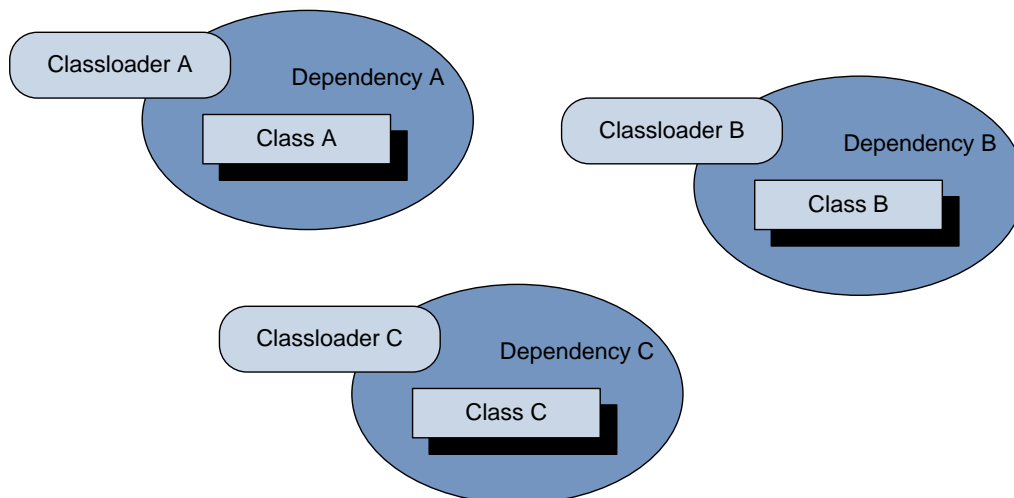 Classloader A
Dependency A
Class A
Classloader B
Dependency B
Class B
Classloader C
Dependency C
Class C